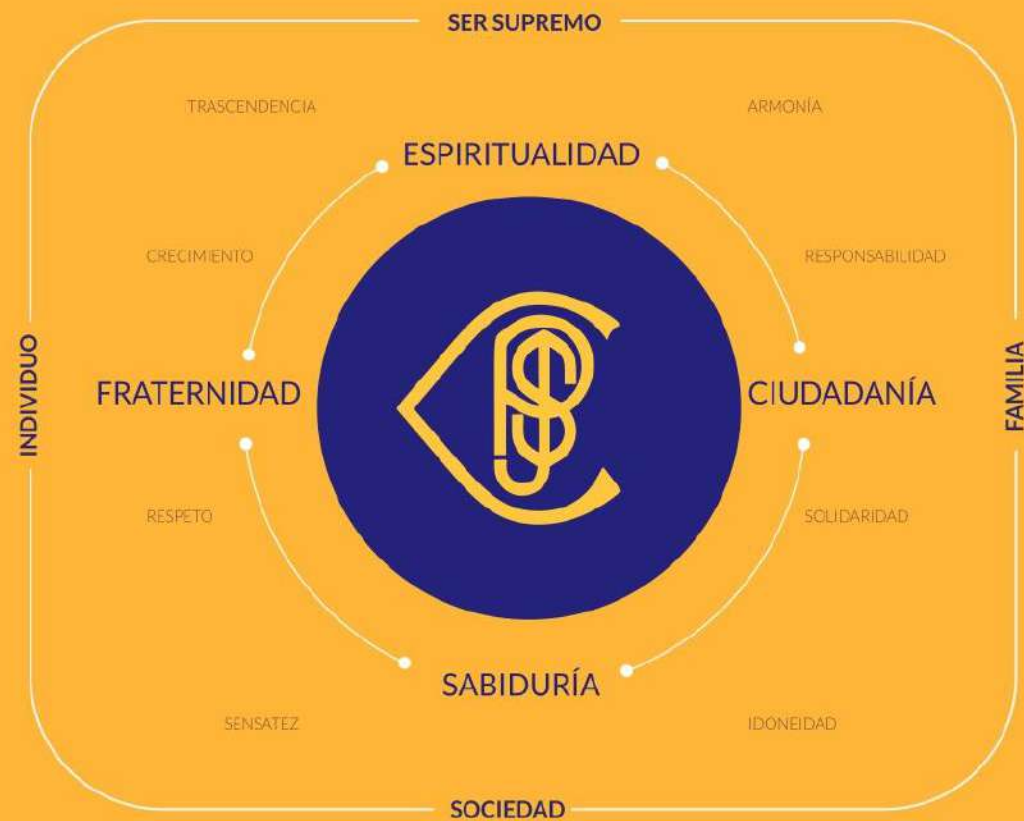 SER SUPREMO
TRASCENDENCIA
ARMONÍA
ESPIRITUALIDAD
CRECIMIENTO
RESPONSABILIDAD
INDIVIDUO
FRATERNIDAD
CIUDADANÍA
FAMILIA
RESPETO
SOLIDARIDAD
SABIDURÍA
SENSATEZ
IDONEIDAD
SOCIEDAD